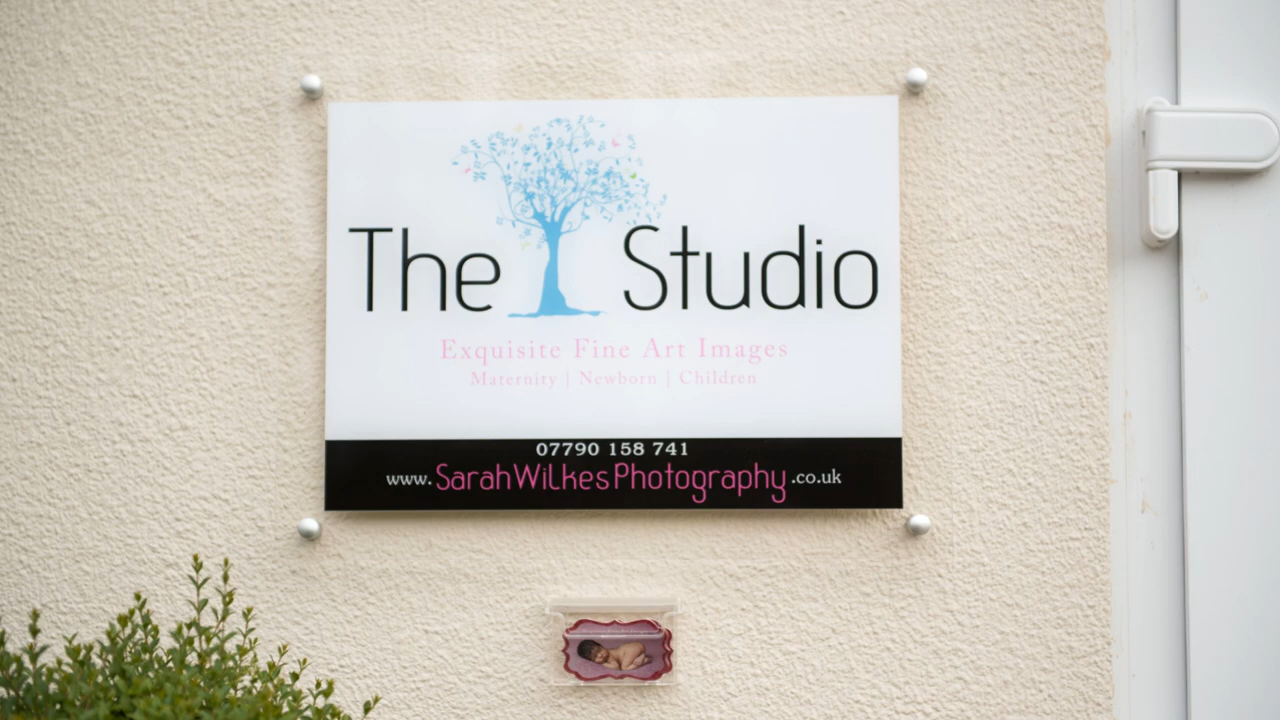 The Studio
Exquisite Fine Art Images
Maternity | Newborn | Children
07790 158 741
www.SarahWilkesPhotography.co.uk